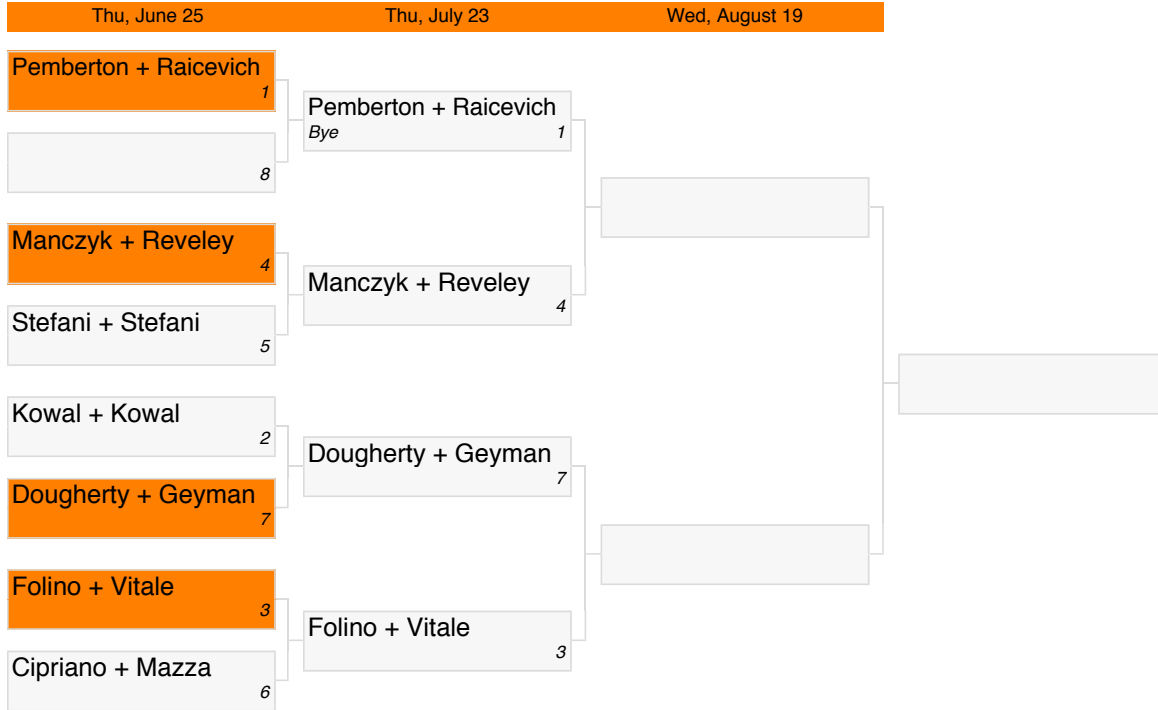 Thu, June 25
Thu, July 23
Wed, August 19
Pemberton + Raicevich
1
8
Manczyk + Reveley
4
Stefani + Stefani
5
Kowal + Kowal
2
Dougherty + Geyman
7
Folino + Vitale
3
Cipriano + Mazza
6
Pemberton + Raicevich
Bye 1
Manczyk + Reveley
4
Dougherty + Geyman
7
Folino + Vitale
3